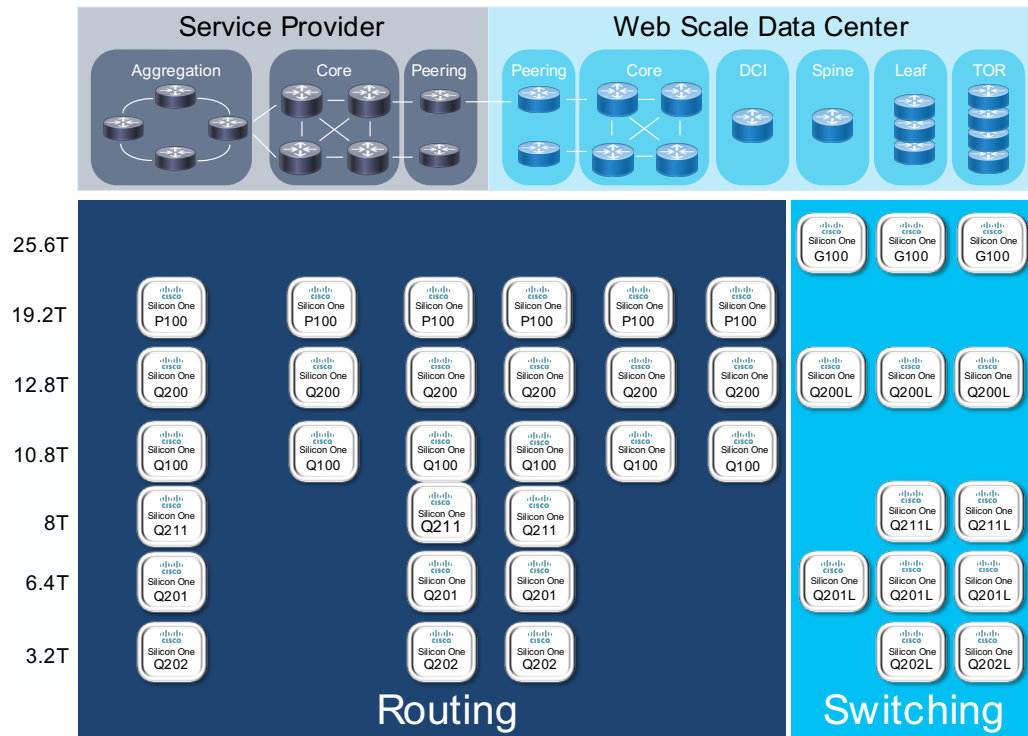 Service Provider
Web Scale Data Center
Aggregation
Core
Peering
Peering
Core
DCI
Spine
Leaf
TOR
25.6T
CISCO
Silicon One
G100
CISCO
Silicon One
G100
CISCO
Silicon One
G100
19.2T
CISCO
Silicon One
P100
CISCO
Silicon One
P100
CISCO
Silicon One
P100
CISCO
Silicon One
P100
CISCO
Silicon One
P100
CISCO
Silicon One
P100
12.8T
CISCO
Silicon One
Q200
CISCO
Silicon One
Q200
CISCO
Silicon One
Q200
CISCO
Silicon One
Q200
CISCO
Silicon One
Q200
CISCO
Silicon One
Q200
CISCO
Silicon One
Q200L
CISCO
Silicon One
Q200L
CISCO
Silicon One
Q200L
10.8T
CISCO
Silicon One
Q100
CISCO
Silicon One
Q100
CISCO
Silicon One
Q100
CISCO
Silicon One
Q100
CISCO
Silicon One
Q100
CISCO
Silicon One
Q100
8T
CISCO
Silicon One
Q211
CISCO
Silicon One
Q211
CISCO
Silicon One
Q211
CISCO
Silicon One
Q211L
CISCO
Silicon One
Q211L
6.4T
CISCO
Silicon One
Q201
CISCO
Silicon One
Q201
CISCO
Silicon One
Q201
CISCO
Silicon One
Q201L
CISCO
Silicon One
Q201L
CISCO
Silicon One
Q201L
3.2T
CISCO
Silicon One
Q202
CISCO
Silicon One
Q202
CISCO
Silicon One
Q202
CISCO
Silicon One
Q202L
CISCO
Silicon One
Q202L
Routing
Switching